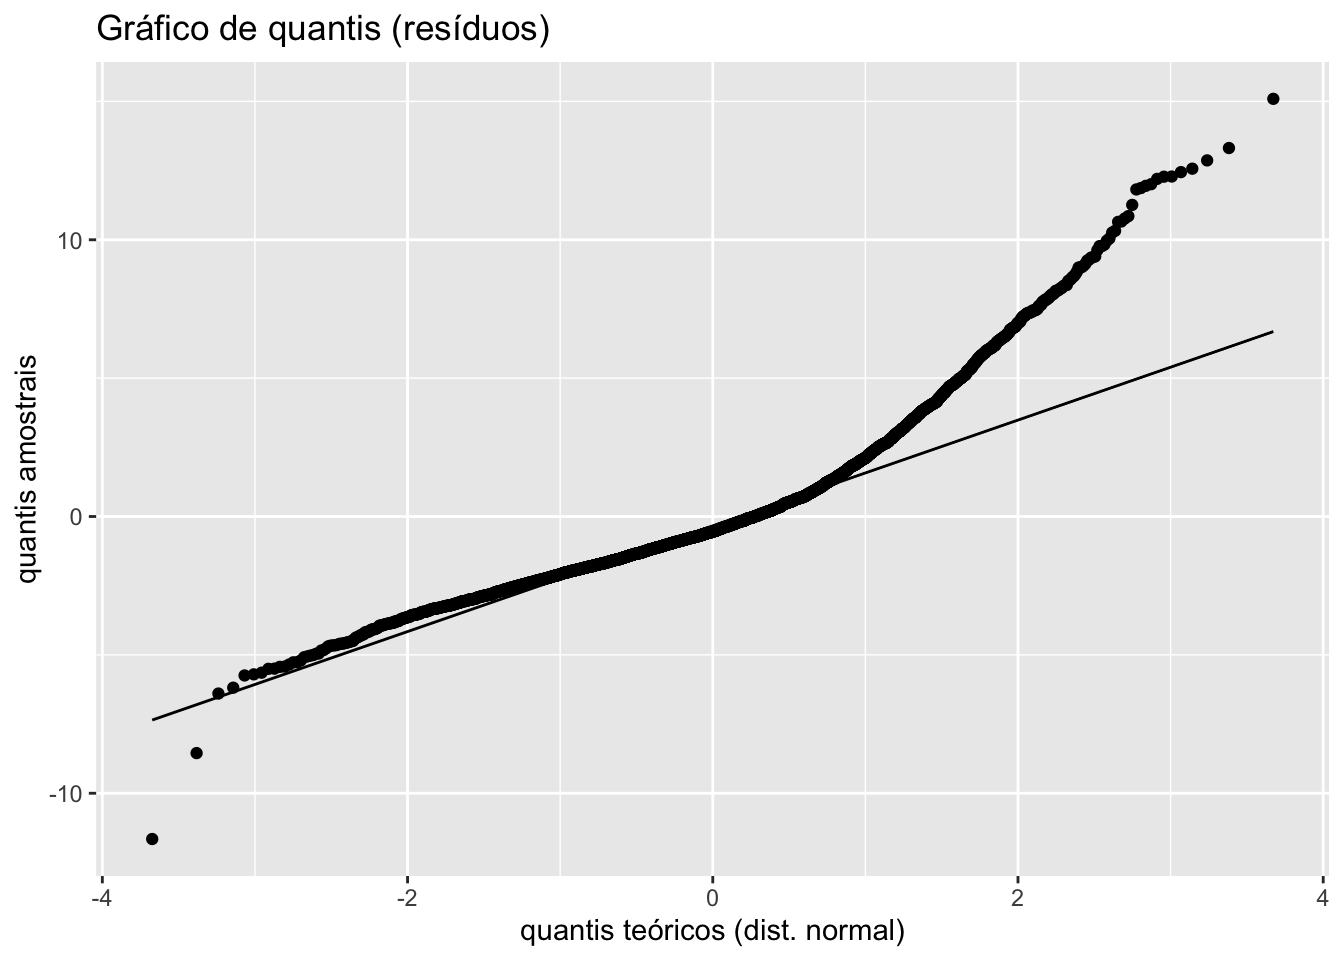 Gráfico de quantis (resíduos)
quantis amostrais
10
0
-10
-4
-2
0
2
4
quantis teóricos (dist. normal)